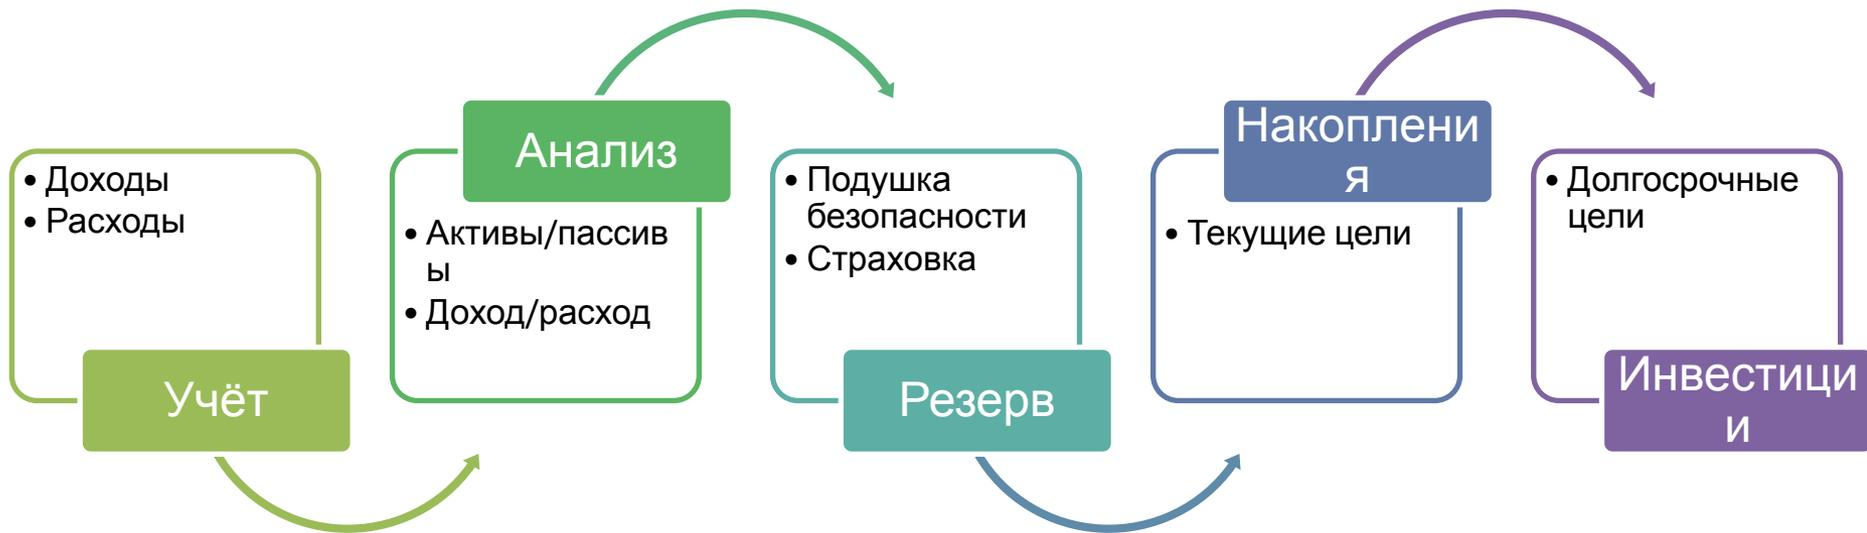 • Доходы
• Расходы
Учёт
Анализ
• Активы/пассив
ы
• Доход/расход
• Подушка
безопасности
• Страховка
Резерв
Накоплени
я
• Текущие цели
• Долгосрочные
цели
Инвестици
и